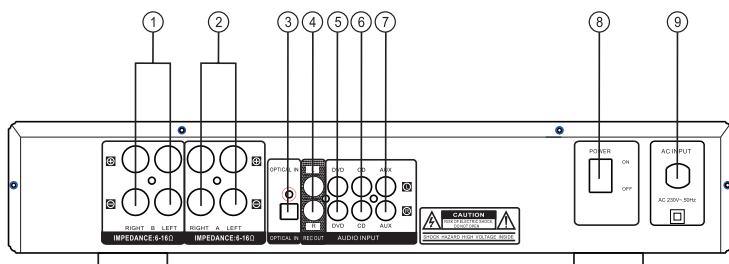 1 2 3 4 5 6 7 8 9
POWER
ON
OFF
AC INPUT
AC 230V~,50Hz
OPTICAL IN
L
DVD CD AUX
L
R
R
DVD CD AUX
RIGHT B LEFT
RIGHT A LEFT
IMPEDANCE:6-16Ω
IMPEDANCE:6-16Ω
OPTICAL IN
REC OUT
AUDIO INPUT
CAUTION
RISK OF ELECTRIC SHOCK,
DO NOT OPEN
SHOCK HAZARD HIGH VOLTAGE INSIDE